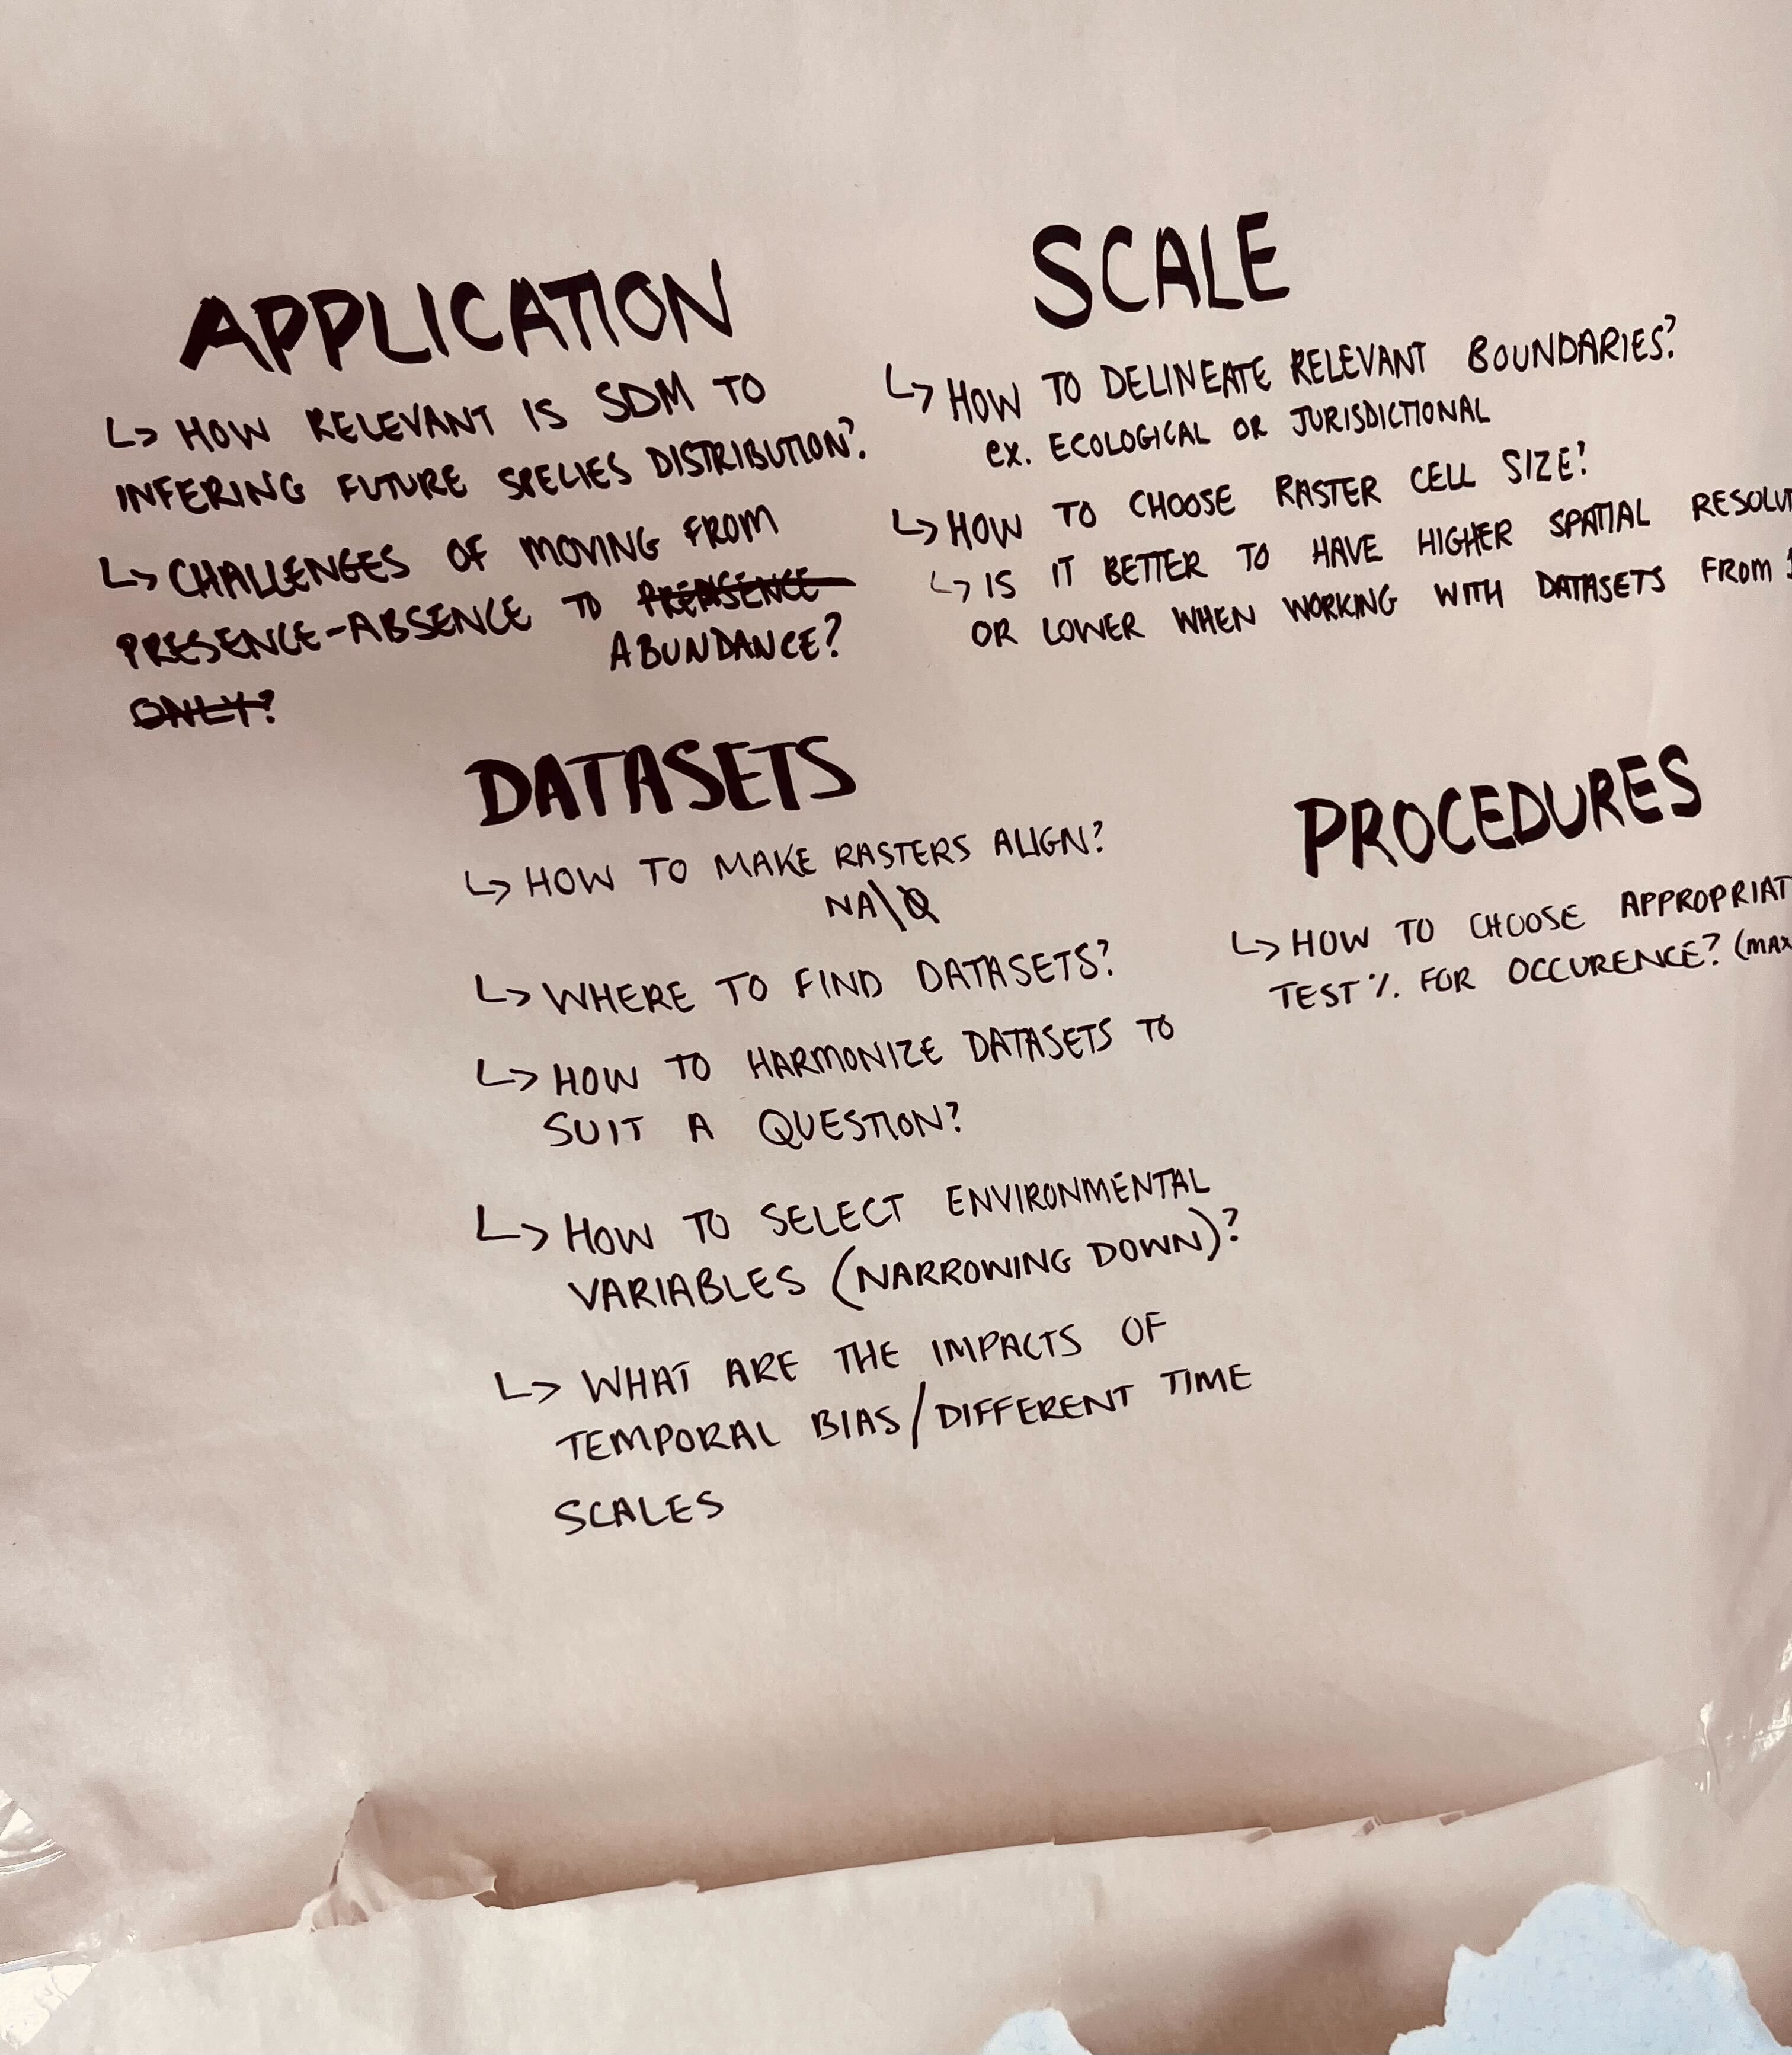 APPLICATION
↳ HOW RELEVANT IS SDM TO
INFERING FUTURE SPECIES DISTRIBUTION?
↳ CHALLENGES OF MOVING FROM
PRESENCE-ABSENCE TO
ABUNDANCE?
ONLY?
SCALE
↳ HOW TO DELINEATE RELEVANT BOUNDARIES?
ex. ECOLOGICAL OR JURISDICTIONAL
↳ HOW TO CHOOSE RASTER CELL SIZE?
↳ IS IT BETTER TO HAVE HIGHER SPATIAL RESOLU
OR LOWER WHEN WORKING WITH DATASETS FROM
DATASETS
↳ HOW TO MAKE RASTERS ALIGN?
NA\0
↳ WHERE TO FIND DATASETS?
↳ HOW TO HARMONIZE DATASETS TO
SUIT A QUESTION?
↳ HOW TO SELECT ENVIRONMENTAL
VARIABLES (NARROWING DOWN)?
↳ WHAT ARE THE IMPACTS OF
TEMPORAL BIAS/DIFFERENT TIME
SCALES
PROCEDURES
↳ HOW TO CHOOSE APPROPRIAT
TEST % FOR OCCURENCE? (MAX